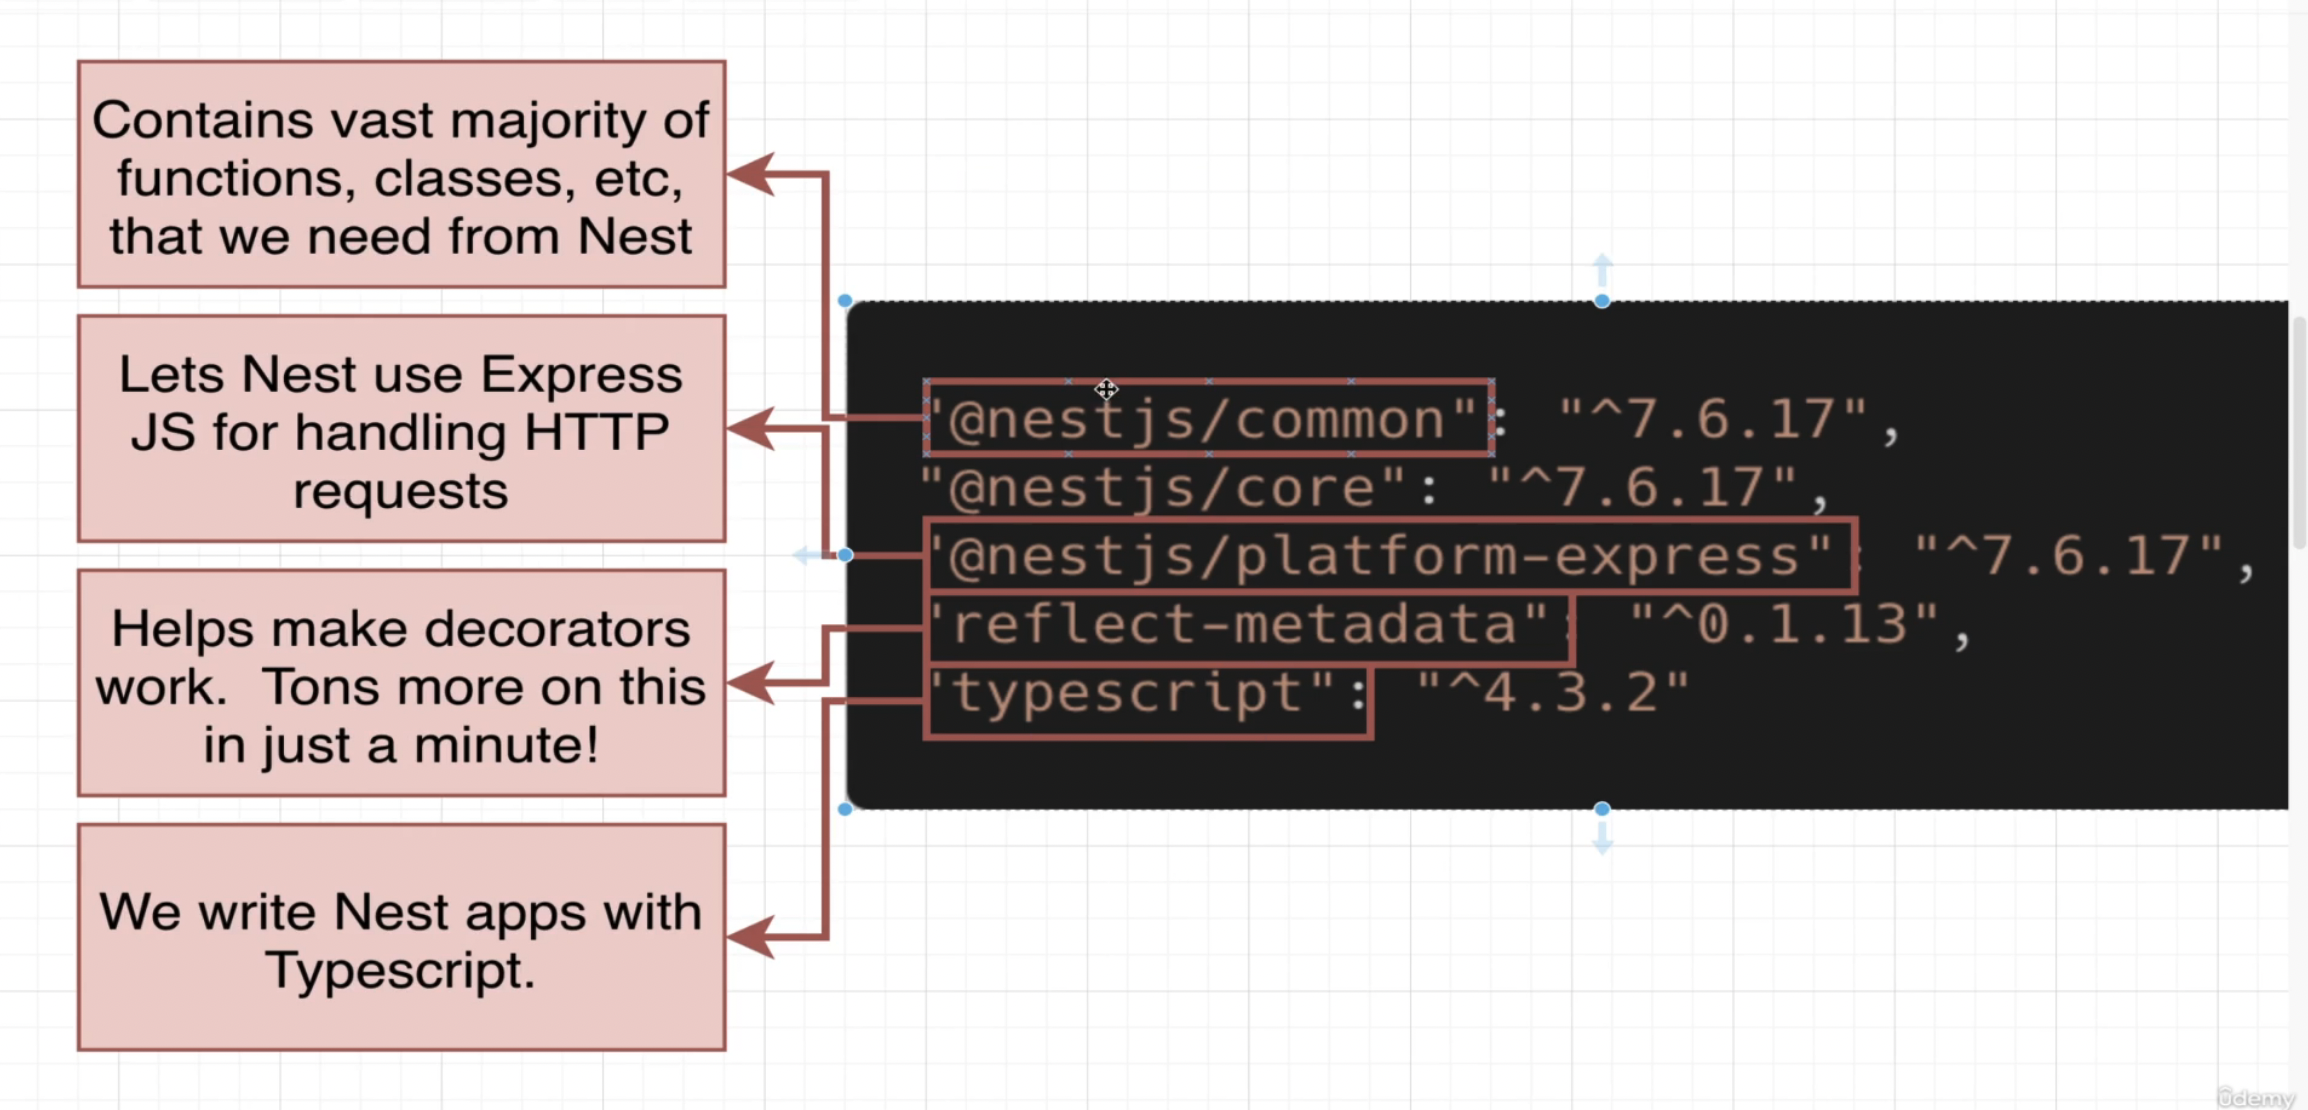 Contains vast majority of
functions, classes, etc,
that we need from Nest
Lets Nest use Express
JS for handling HTTP
requests
Helps make decorators
work.  Tons more on this
in just a minute!
We write Nest apps with
Typescript.
"@nestjs/common": "^7.6.17",
"@nestjs/core": "^7.6.17",
"@nestjs/platform-express": "^7.6.17",
"reflect-metadata": "^0.1.13",
"typescript": "^4.3.2"
ûdemy